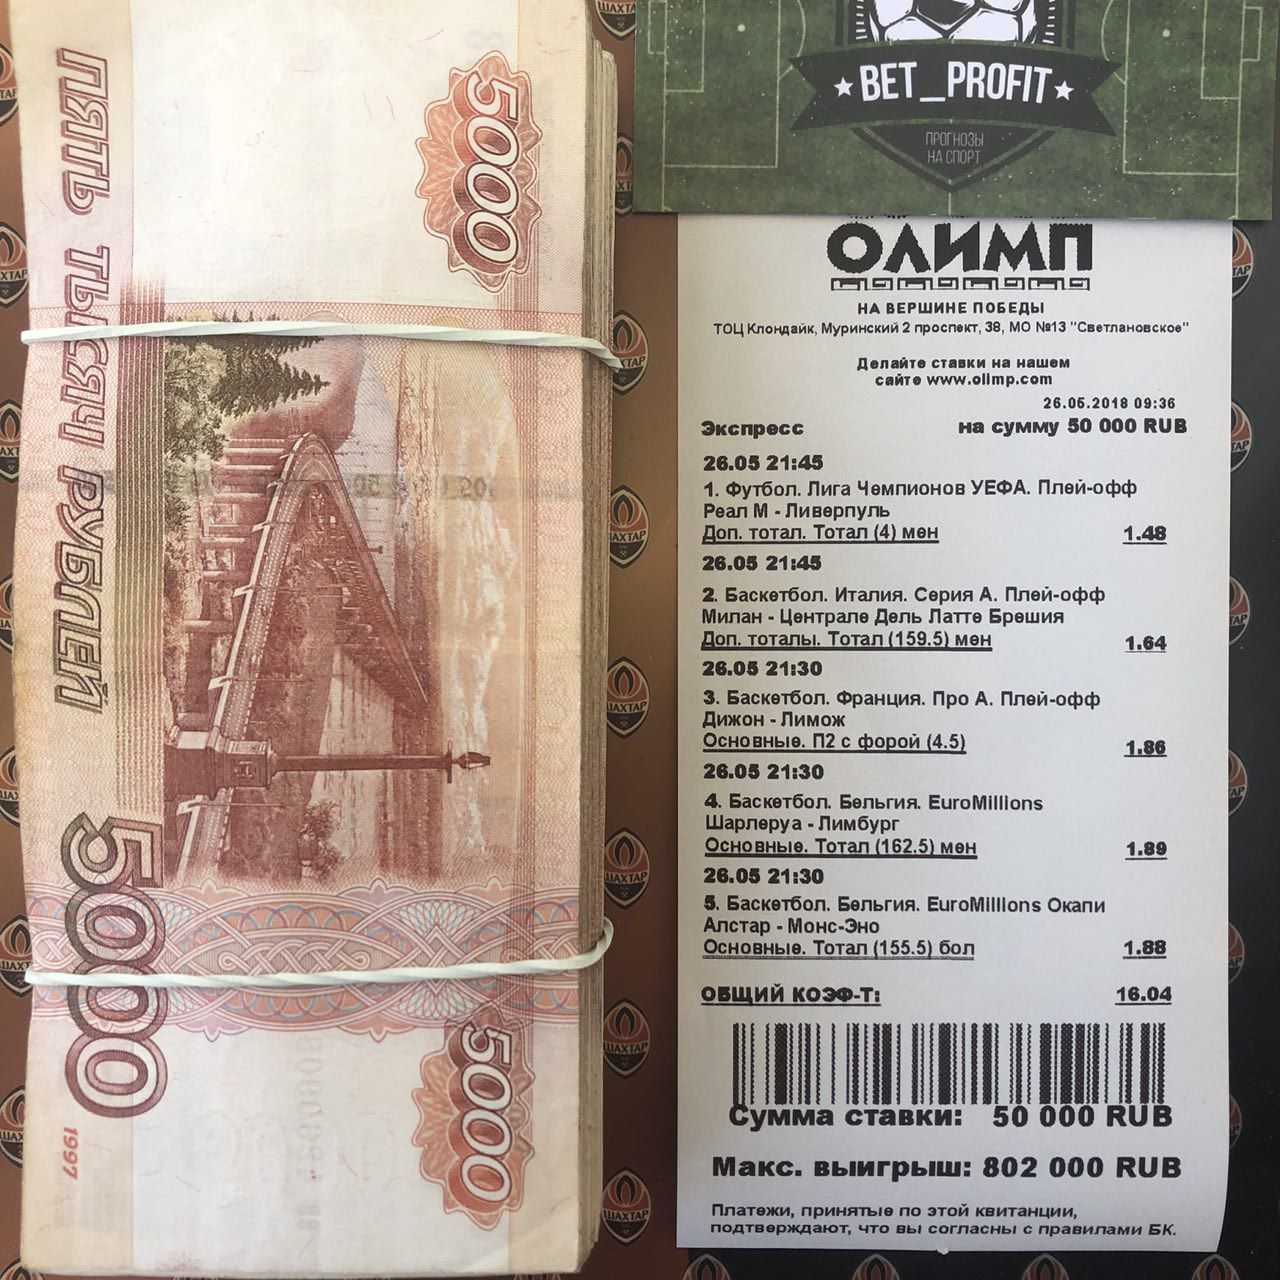 ПЯТЬ ТЫСЯЧ РУБЛЕЙ
5000
5000
5000
1997
BET_PROFIT
ПРОГНОЗЫ
НА СПОРТ
ОЛИМП
НА ВЕРШИНЕ ПОБЕДЫ
ТОЦ Клондайк, Муринский 2 проспект, 38, МО №13 "Светлановское"
Делайте ставки на нашем
сайте www.olimp.com
26.05.2018 09:36
Экспресс на сумму 50 000 RUB
26.05 21:45
1. Футбол. Лига Чемпионов УЕФА. Плей-офф
Реал М - Ливерпуль
Доп. тотал. Тотал (4) мен 1.48
26.05 21:45
2. Баскетбол. Италия. Серия А. Плей-офф
Милан - Централе Дель Латте Брешия
Доп. тоталы. Тотал (159.5) мен 1.64
26.05 21:30
3. Баскетбол. Франция. Про А. Плей-офф
Дижон - Лимож
Основные. П2 с форой (4.5) 1.86
26.05 21:30
4. Баскетбол. Бельгия. EuroMillions
Шарлеруа - Лимбург
Основные. Тотал (162.5) мен 1.89
26.05 21:30
5. Баскетбол. Бельгия. EuroMillions Окапи
Алстар - Монс-Эно
Основные. Тотал (155.5) бол 1.88
ОБЩИЙ КОЭФ-Т: 16.04
Сумма ставки: 50 000 RUB
Макс. выигрыш: 802 000 RUB
Платежи, принятые по этой квитанции,
подтверждают, что вы согласны с правилами БК.
ШАХТАР